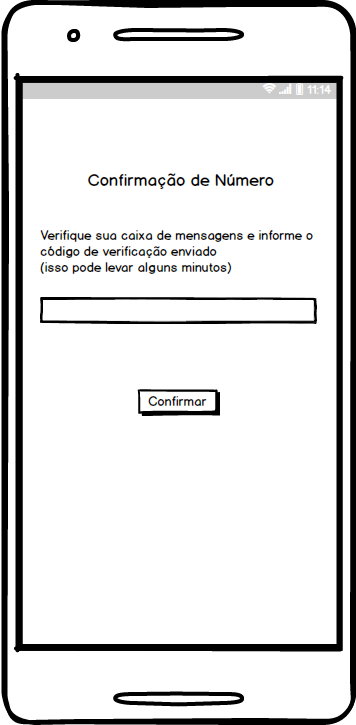 11:14
Confirmação de Número
Verifique sua caixa de mensagens e informe o
código de verificação enviado
(isso pode levar alguns minutos)
Confirmar